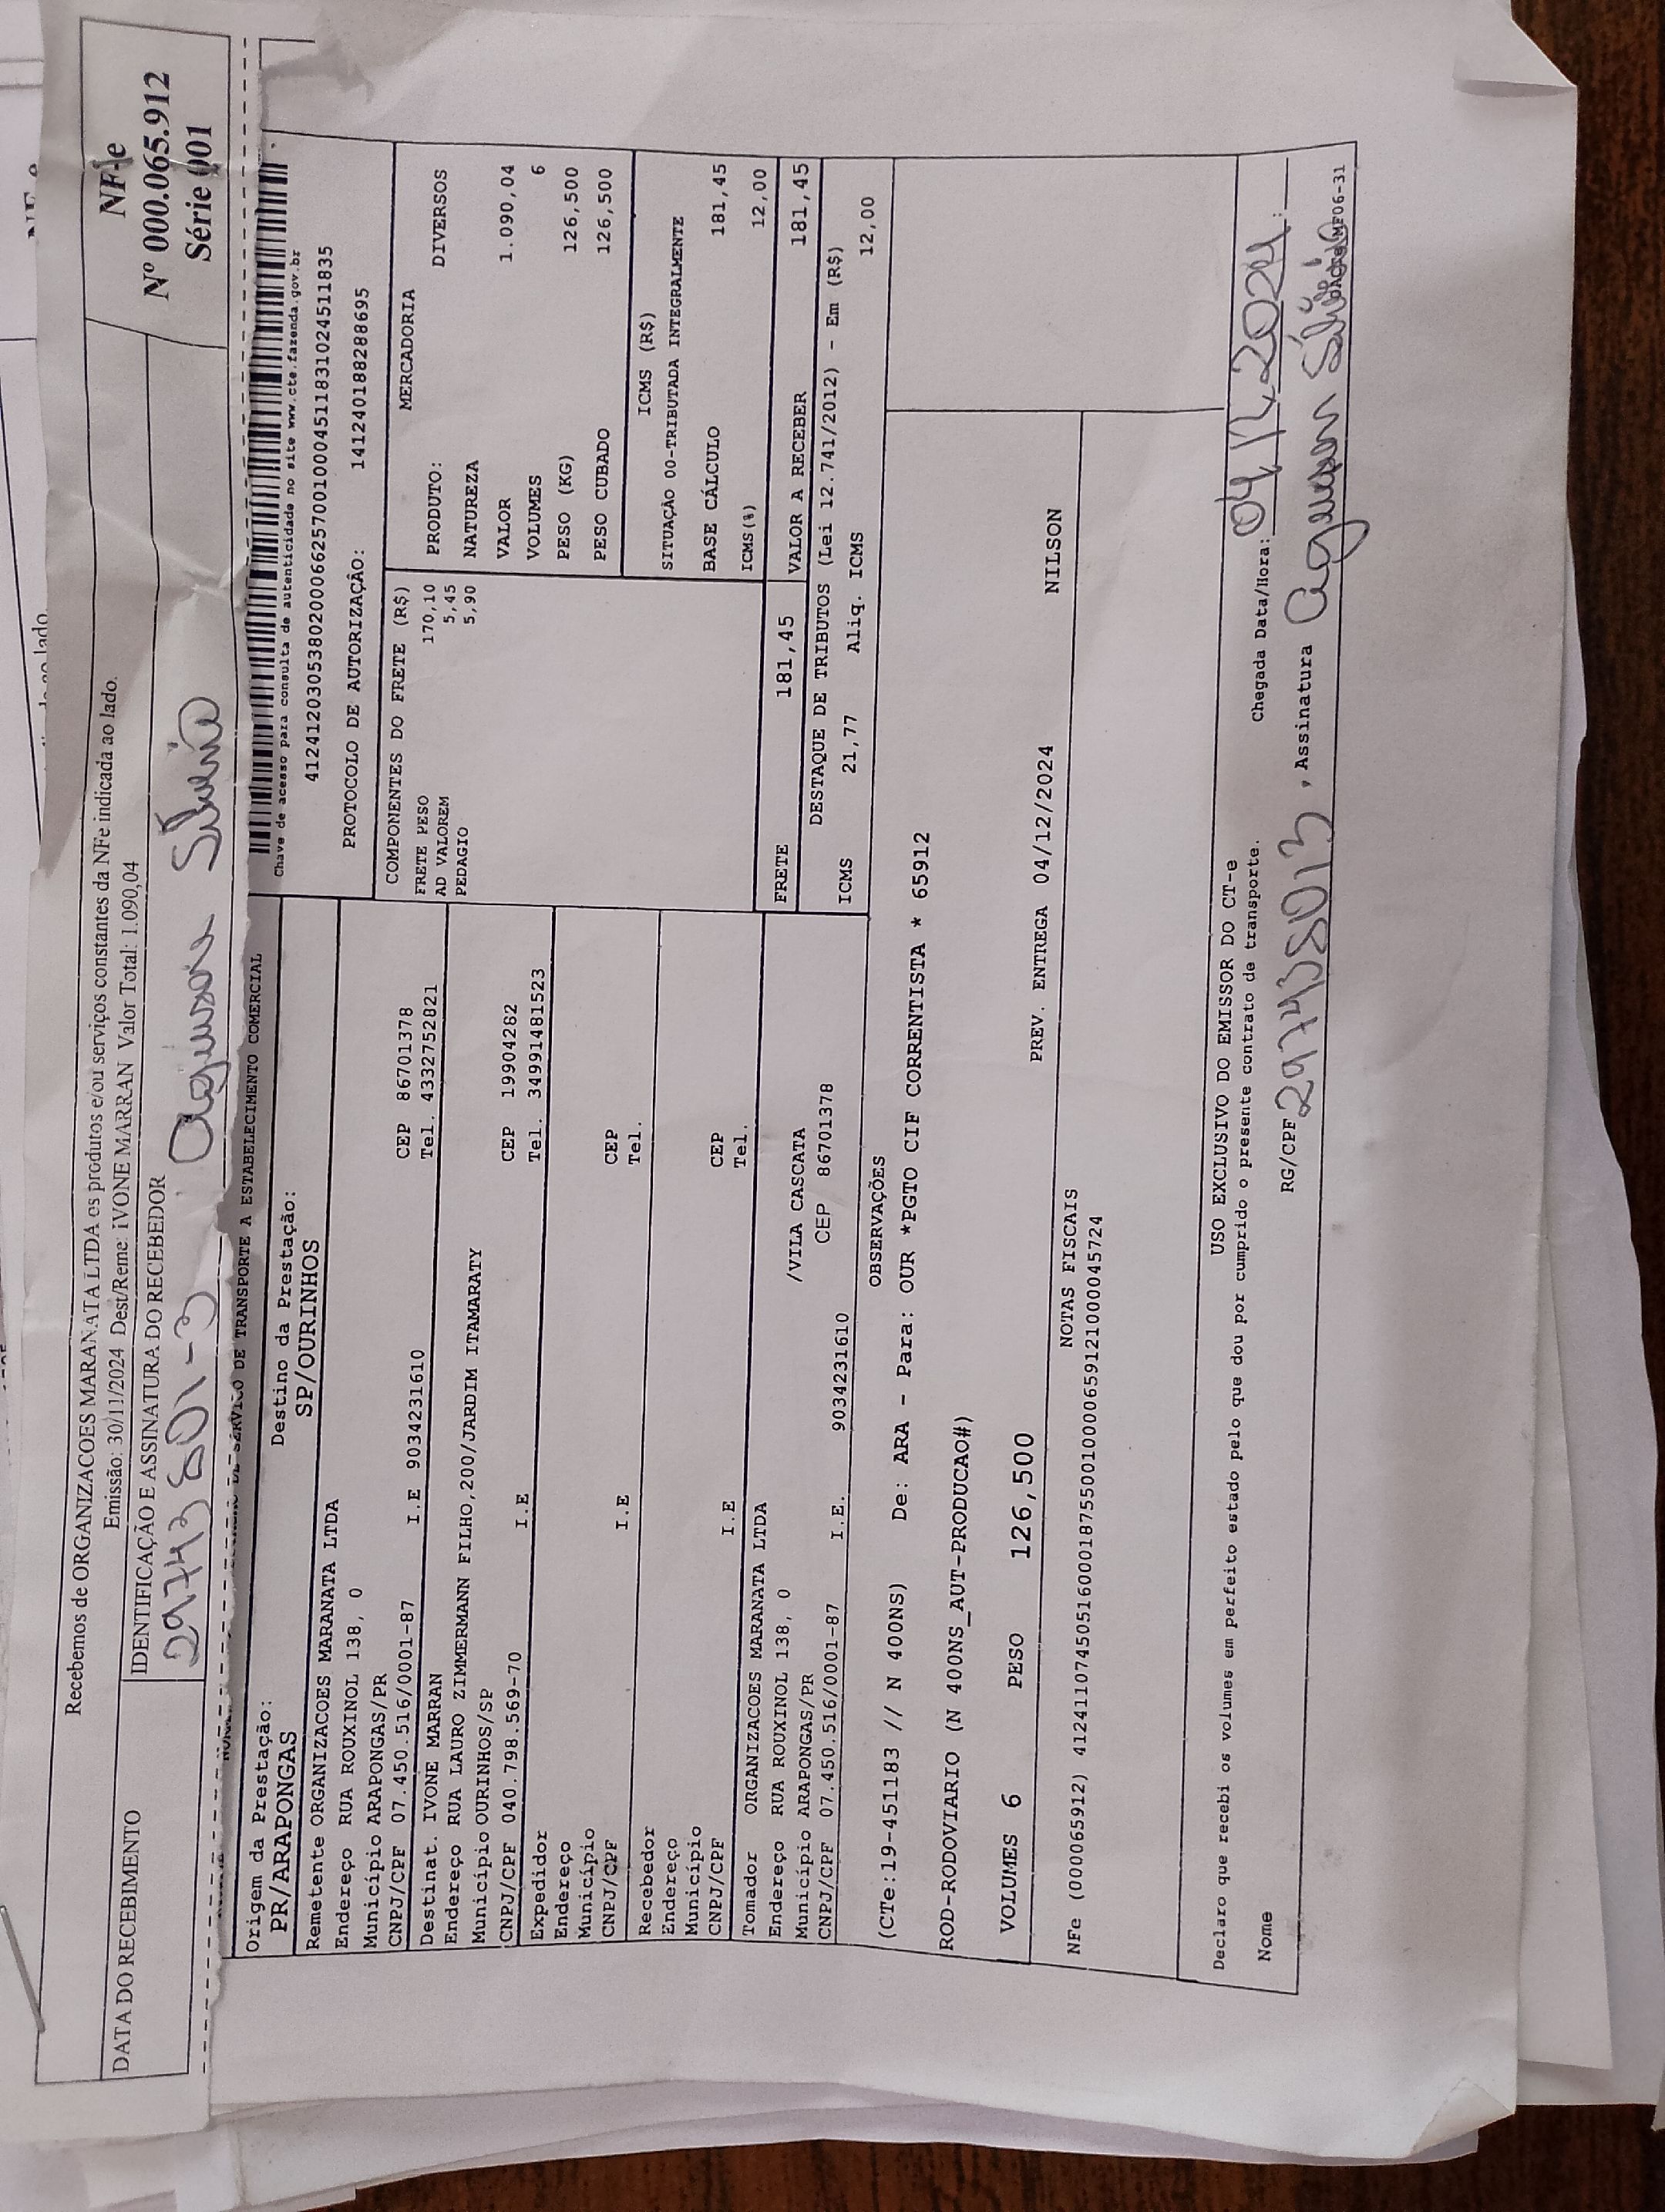 Recebemos de ORGANIZACOES MARANATA LTDA os produtos e/ou serviços constantes da NFe indicada ao lado.
Emissão: 30/11/2024 Dest/Reme: iVONE MARRAN Valor Total: 1.090,04
DATA DO RECEBIMENTO
IDENTIFICAÇÃO E ASSINATURA DO RECEBEDOR
NF-e
Nº 000.065.912
Série 001
DE TRANSPORTE A ESTABELECIMENTO COMERCIAL
Origem da Prestação:
PR/ARAPONGAS
Destino da Prestação:
SP/OURINHOS
Chave de acesso para consulta de autenticidade no site www.cte.fazenda.gov.br
41241203053802000662570010004511831024511835
PROTOCOLO DE AUTORIZAÇÃO: 141240188288695
Remetente ORGANIZACOES MARANATA LTDA
Endereço RUA ROUXINOL 138, 0
Município ARAPONGAS/PR CEP 86701378
CNPJ/CPF 07.450.516/0001-87 I.E 9034231610 Tel. 4332752821
Destinat. IVONE MARRAN
Endereço RUA LAURO ZIMMERMANN FILHO,200/JARDIM ITAMARATY
Município OURINHOS/SP CEP 19904282
CNPJ/CPF 040.798.569-70 I.E Tel. 34991481523
Expedidor
Endereço
Município CEP
CNPJ/CPF I.E Tel.
Recebedor
Endereço
Município CEP
CNPJ/CPF I.E Tel.
Tomador ORGANIZACOES MARANATA LTDA
Endereço RUA ROUXINOL 138, 0 /VILA CASCATA
Município ARAPONGAS/PR CEP 86701378
CNPJ/CPF 07.450.516/0001-87 I.E. 9034231610
COMPONENTES DO FRETE (R$)
FRETE PESO 170,10
AD VALOREM 5,45
PEDAGIO 5,90
MERCADORIA
PRODUTO: DIVERSOS
NATUREZA
VALOR 1.090,04
VOLUMES 6
PESO (KG) 126,500
PESO CUBADO 126,500
ICMS (R$)
SITUAÇÃO 00-TRIBUTADA INTEGRALMENTE
BASE CÁLCULO 181,45
ICMS(%) 12,00
FRETE 181,45 VALOR A RECEBER 181,45
DESTAQUE DE TRIBUTOS (Lei 12.741/2012) - Em (R$)
ICMS 21,77 Aliq. ICMS 12,00
OBSERVAÇÕES
(CTe:19-451183 // N 400NS) De: ARA - Para: OUR *PGTO CIF CORRENTISTA * 65912
ROD-RODOVIARIO (N 400NS_AUT-PRODUCAO#)
VOLUMES 6 PESO 126,500 PREV. ENTREGA 04/12/2024 NILSON
NOTAS FISCAIS
NFe (00065912) 41241107450516000187550010000659121000045724
USO EXCLUSIVO DO EMISSOR DO CT-e
Declaro que recebi os volumes em perfeito estado pelo que dou por cumprido o presente contrato de transporte.
Nome Chegada Data/Hora: 04/12/2024 :
RG/CPF , Assinatura